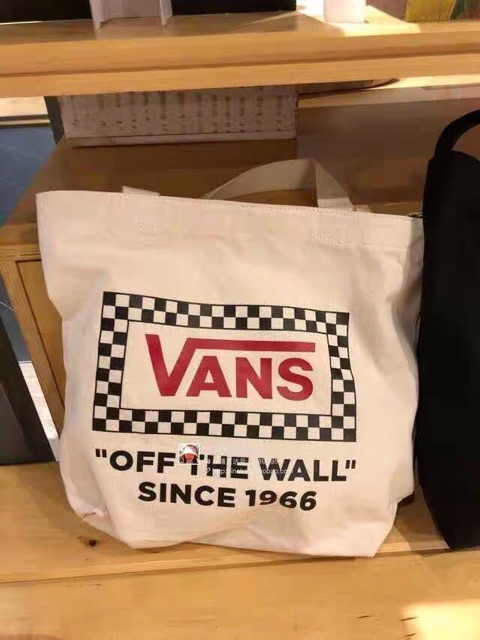 VANS
"OFF THE WALL"
SINCE 1966